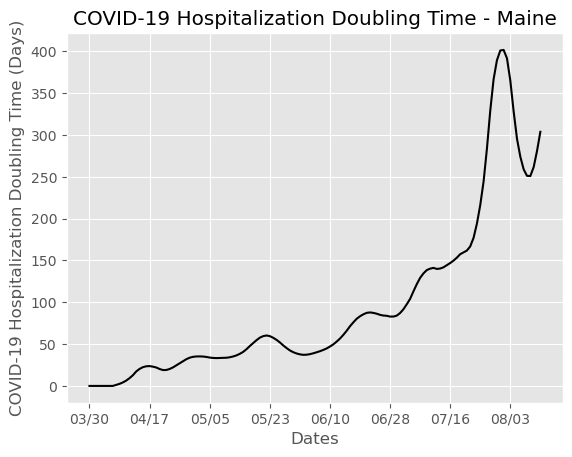 COVID-19 Hospitalization Doubling Time - Maine
COVID-19 Hospitalization Doubling Time (Days)
400
350
300
250
200
150
100
50
0
03/30 04/17 05/05 05/23 06/10 06/28 07/16 08/03
Dates